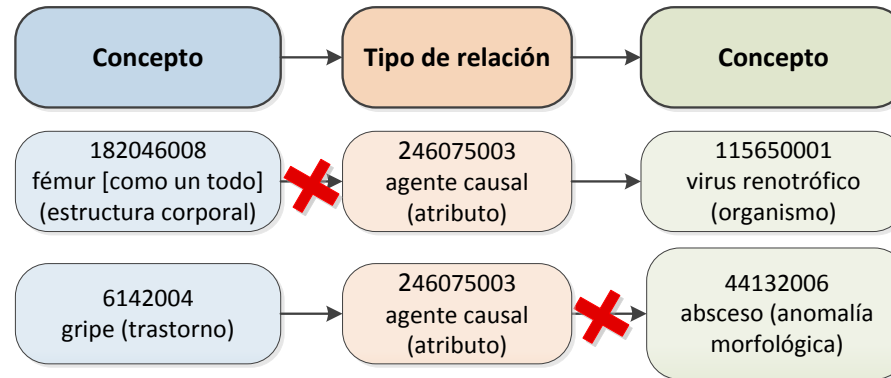 Concepto
Tipo de relación
Concepto
182046008
fémur [como un todo]
(estructura corporal)
246075003
agente causal
(atributo)
115650001
virus renotrófico
(organismo)
6142004
gripe (trastorno)
246075003
agente causal
(atributo)
44132006
absceso (anomalía
morfológica)